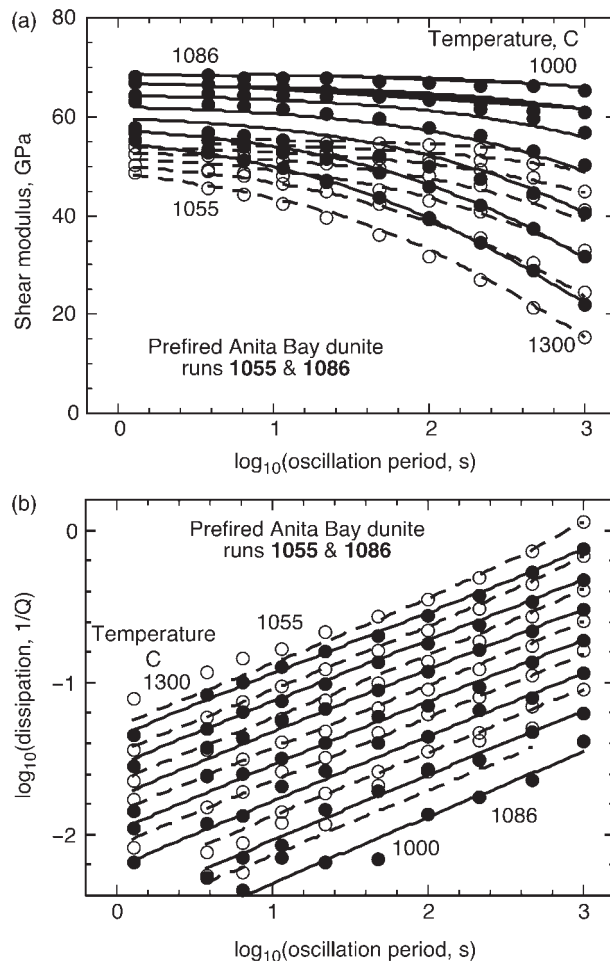 (a)
80
1086
Temperature, C
1000
60
Shear modulus, GPa
40
1055
20
Prefired Anita Bay dunite
runs 1055 & 1086
1300
0
0
1
2
3
log10(oscillation period, s)
(b)
0
Prefired Anita Bay dunite
runs 1055 & 1086
1055
Temperature
C
1300
log10(dissipation, 1/Q)
−1
−2
1086
1000
0
1
2
3
log10(oscillation period, s)